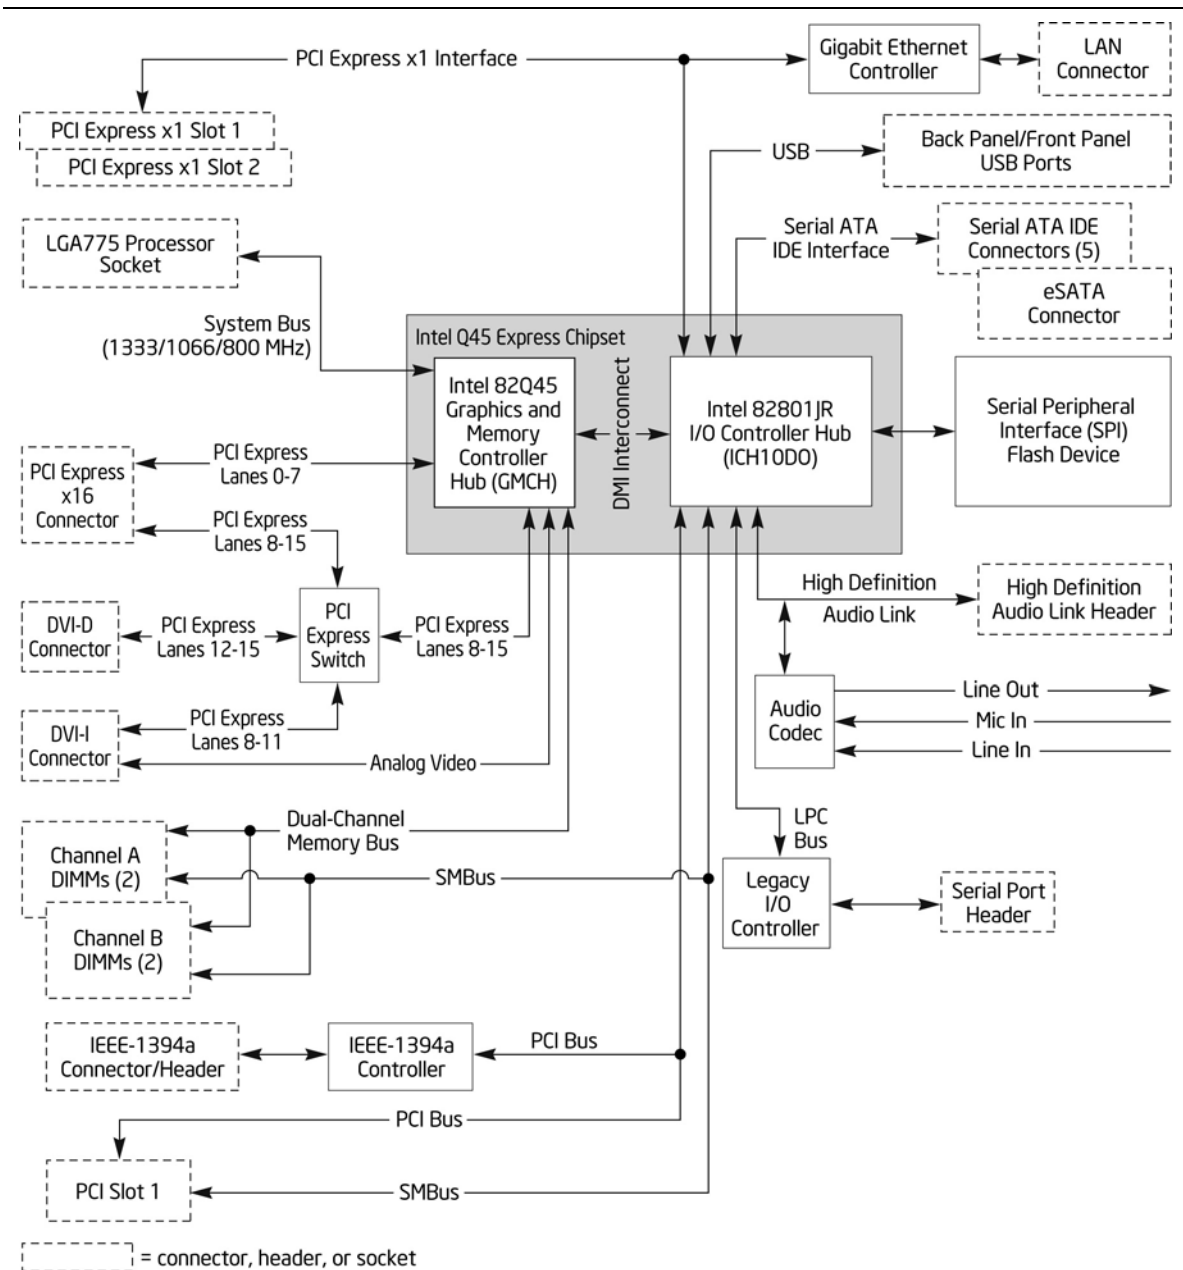 PCI Express x1 Interface
Gigabit Ethernet
Controller
LAN
Connector
PCI Express x1 Slot 1
PCI Express x1 Slot 2
USB
Back Panel/Front Panel
USB Ports
LGA775 Processor
Socket
Serial ATA
IDE Interface
Serial ATA IDE
Connectors (5)
eSATA
Connector
System Bus
(1333/1066/800 MHz)
Intel Q45 Express Chipset
Intel 82Q45
Graphics and
Memory
Controller
Hub (GMCH)
DMI Interconnect
Intel 82801JR
I/O Controller Hub
(ICH10DO)
Serial Peripheral
Interface (SPI)
Flash Device
PCI Express
x16
Connector
PCI Express
Lanes 0-7
PCI Express
Lanes 8-15
DVI-D
Connector
PCI Express
Lanes 12-15
PCI
Express
Switch
PCI Express
Lanes 8-15
High Definition
Audio Link
High Definition
Audio Link Header
DVI-I
Connector
PCI Express
Lanes 8-11
Analog Video
Audio
Codec
Line Out
Mic In
Line In
Dual-Channel
Memory Bus
LPC
Bus
Channel A
DIMMs (2)
SMBus
Channel B
DIMMs (2)
Legacy
I/O
Controller
Serial Port
Header
IEEE-1394a
Connector/Header
IEEE-1394a
Controller
PCI Bus
PCI Bus
PCI Slot 1
SMBus
= connector, header, or socket